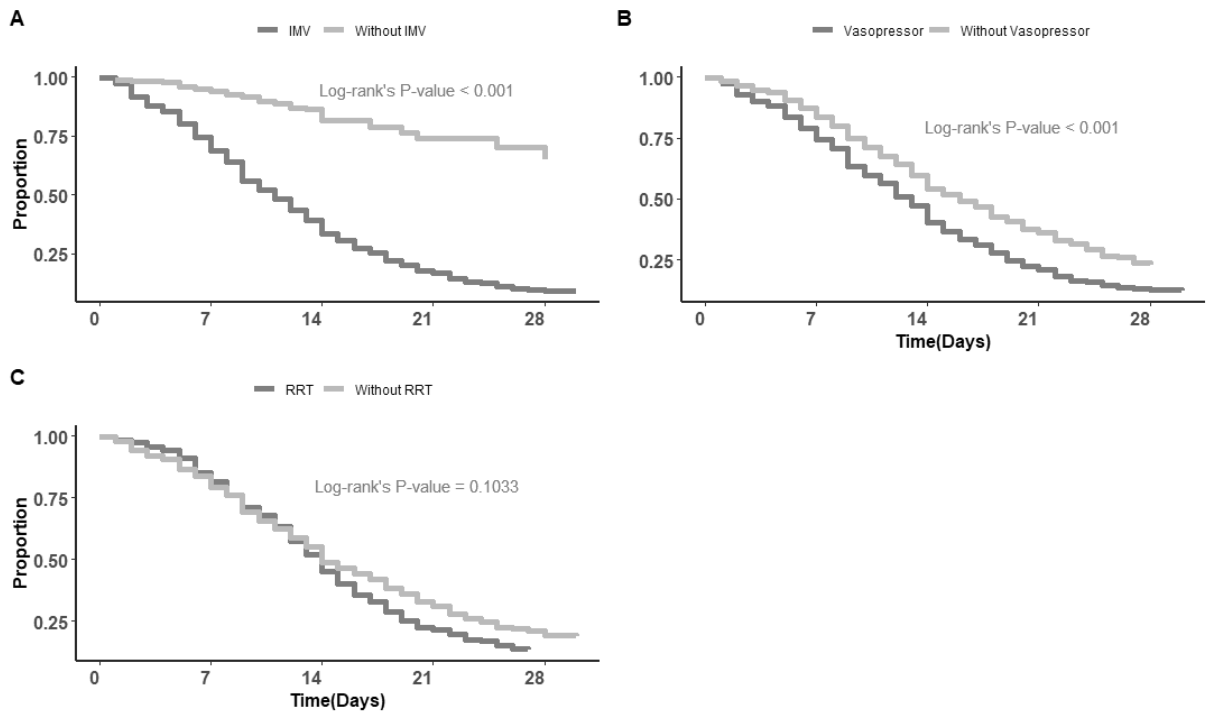 A
IMV Without IMV
1.00
0.75
0.50
0.25
Proportion
Log-rank's P-value < 0.001
0 7 14 21 28
B
Vasopressor Without Vasopressor
1.00
0.75
0.50
0.25
Proportion
Log-rank's P-value < 0.001
0 7 14 21 28
Time(Days)
C
RRT Without RRT
1.00
0.75
0.50
0.25
Proportion
Log-rank's P-value = 0.1033
0 7 14 21 28
Time(Days)